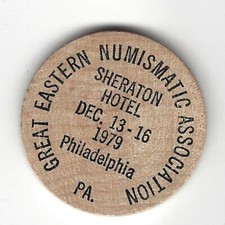 GREAT EASTERN NUMISMATIC ASSOCIATION
SHERATON
HOTEL
DEC. 13-16
1979
Philadelphia
PA.